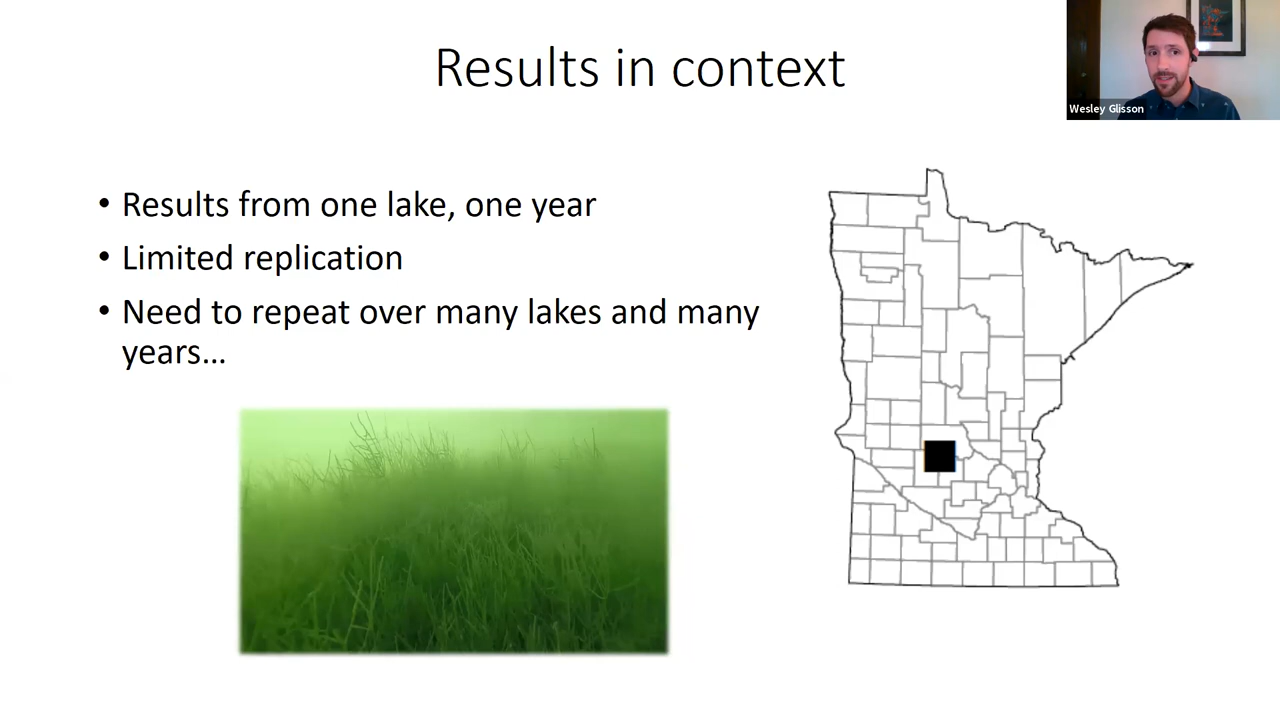 Results in context
Wesley Glisson
• Results from one lake, one year
• Limited replication
• Need to repeat over many lakes and many
years…